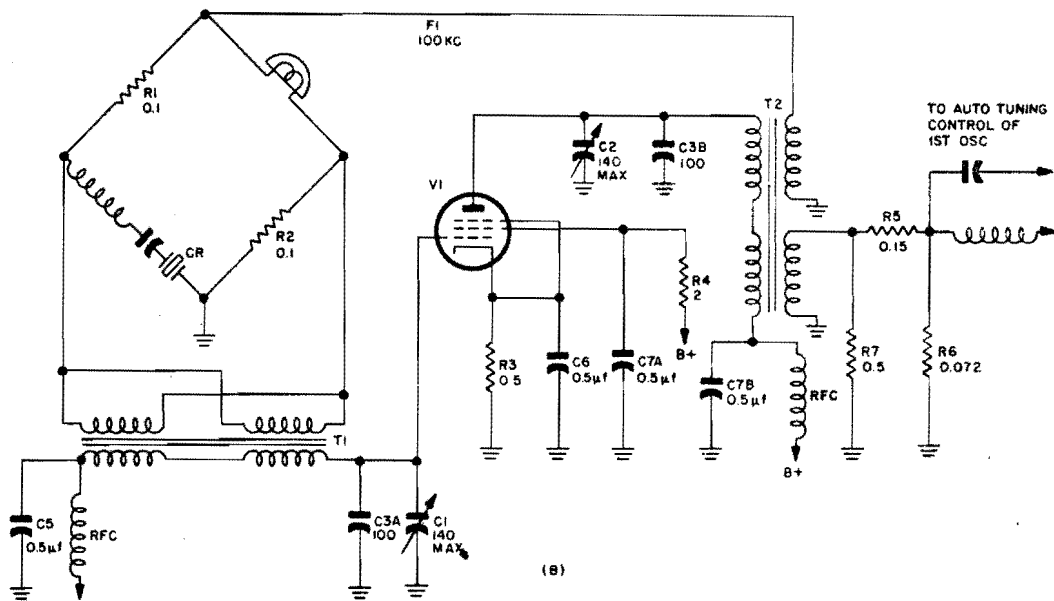 F1
100KC
R1
0.1
R2
0.1
CR
T1
C5
0.5µf
RFC
C3A
100
C1
140
MAX
V1
C2
140
MAX
C3B
100
T2
R3
0.5
C6
0.5µf
C7A
0.5µf
R4
2
B+
C7B
0.5µf
RFC
B+
R5
0.15
R7
0.5
R6
0.072
TO AUTO TUNING
CONTROL OF
1ST OSC
(B)